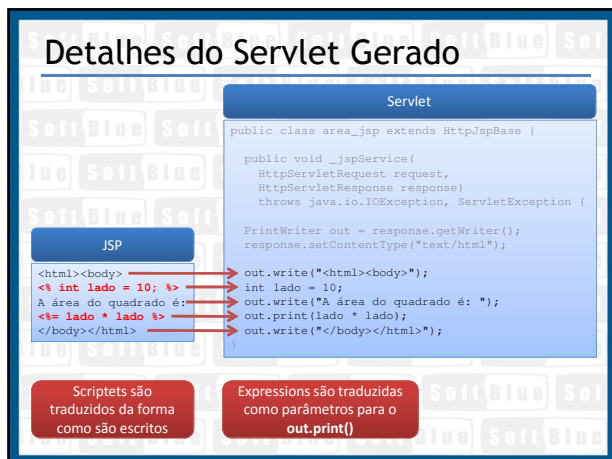 Detalhes do Servlet Gerado
Servlet
public class area_jsp extends HttpJspBase {
public void _jspService(
HttpServletRequest request,
HttpServletResponse response)
throws java.io.IOException, ServletException {
PrintWriter out = response.getWriter();
response.setContentType("text/html");
out.write("<html><body>");
int lado = 10;
out.write("A área do quadrado é: ");
out.print(lado * lado);
out.write("</body></html>");
}
JSP
<html><body>
<% int lado = 10; %>
A área do quadrado é:
<%= lado * lado %>
</body></html>
Scriptets são
traduzidos da forma
como são escritos
Expressions são traduzidas
como parâmetros para o
out.print()